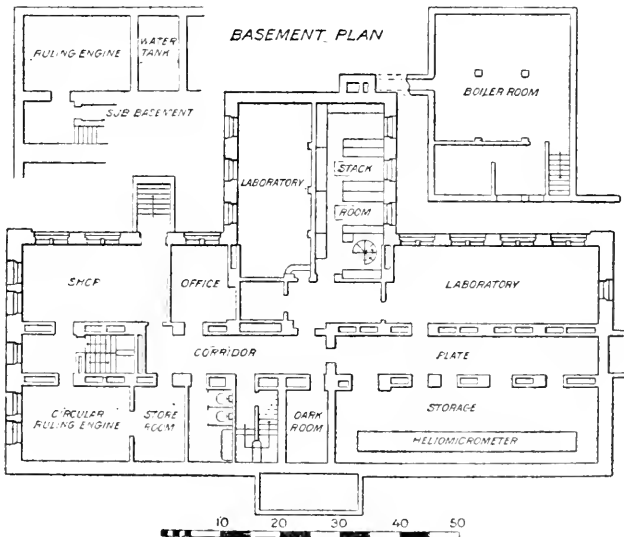 BASEMENT PLAN
RULING ENGINE
WATER
TANK
SUB BASEMENT
BOILER ROOM
LABORATORY
STACK
ROOM
SHOP
OFFICE
LABORATORY
CORRIDOR
PLATE
CIRCULAR
RULING ENGINE
STORE
ROOM
DARK
ROOM
STORAGE
HELIOMICROMETER
10 20 30 40 50